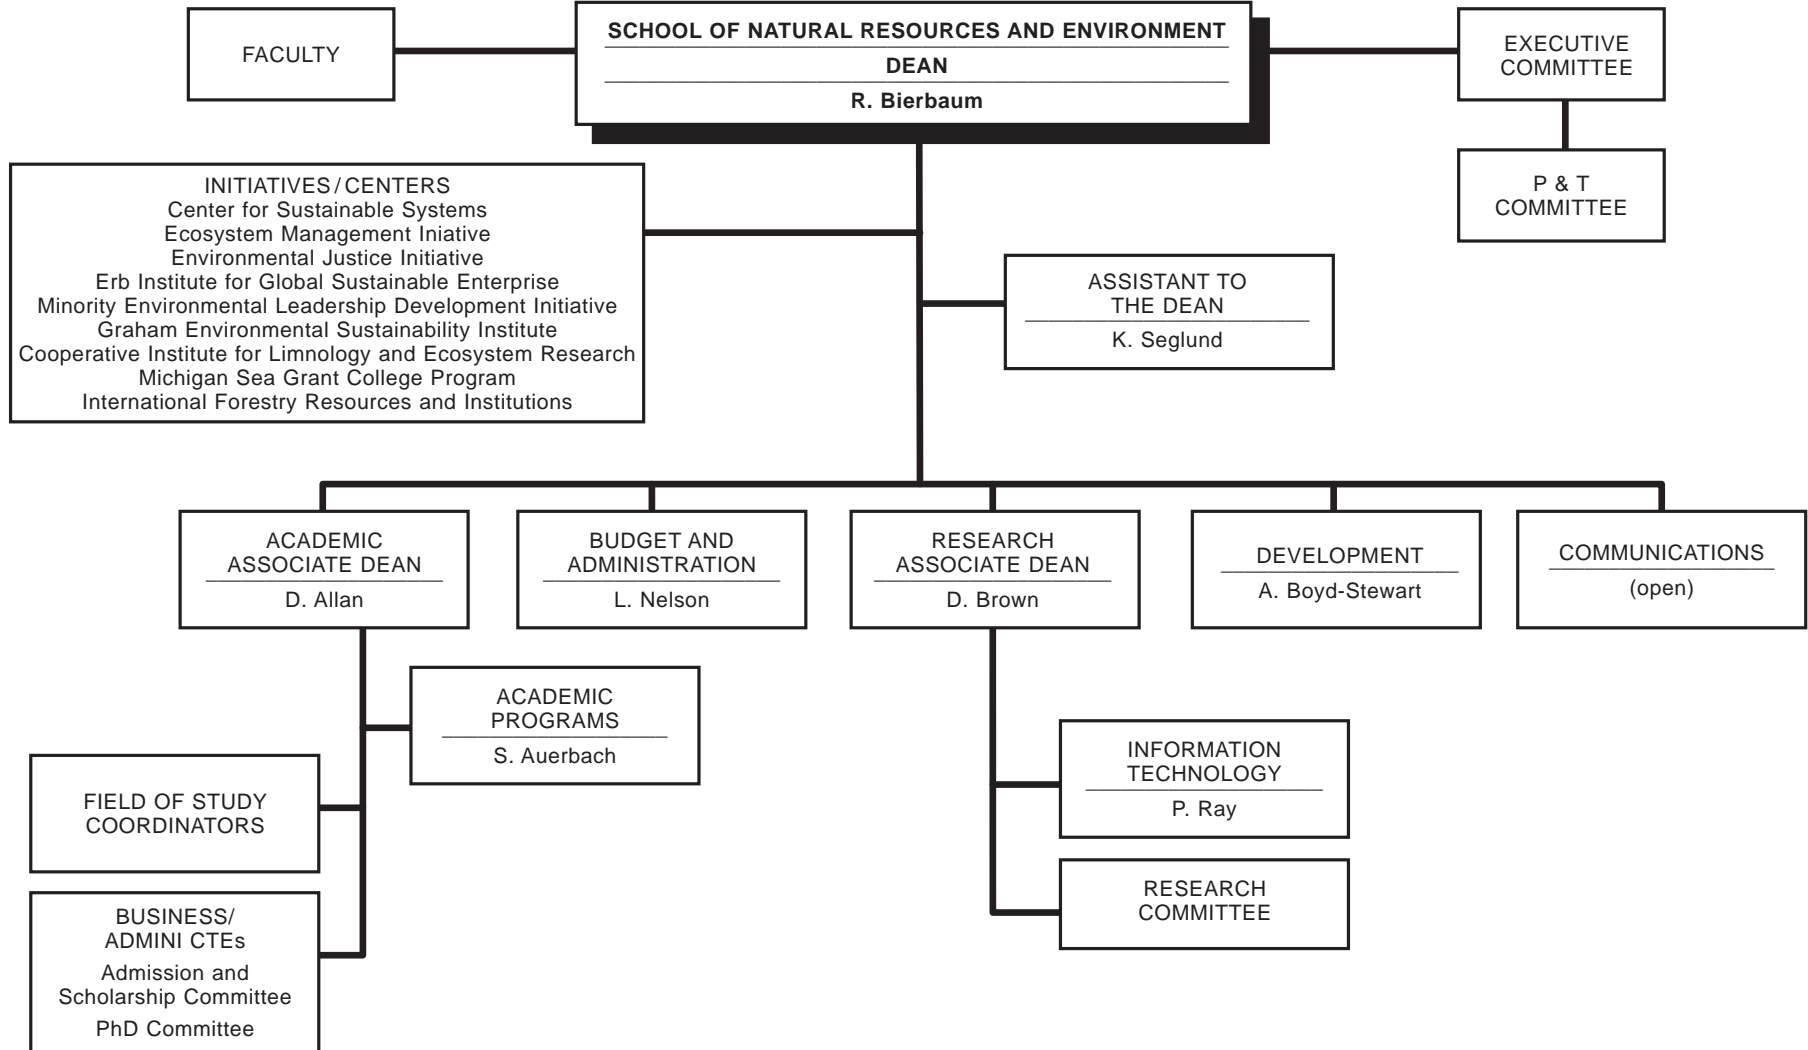 FACULTY
SCHOOL OF NATURAL RESOURCES AND ENVIRONMENT
DEAN
R. Bierbaum
EXECUTIVE
COMMITTEE
P & T
COMMITTEE
INITIATIVES/CENTERS
Center for Sustainable Systems
Ecosystem Management Iniative
Environmental Justice Initiative
Erb Institute for Global Sustainable Enterprise
Minority Environmental Leadership Development Initiative
Graham Environmental Sustainability Institute
Cooperative Institute for Limnology and Ecosystem Research
Michigan Sea Grant College Program
International Forestry Resources and Institutions
ASSISTANT TO
THE DEAN
K. Seglund
ACADEMIC
ASSOCIATE DEAN
D. Allan
BUDGET AND
ADMINISTRATION
L. Nelson
RESEARCH
ASSOCIATE DEAN
D. Brown
DEVELOPMENT
A. Boyd-Stewart
COMMUNICATIONS
(open)
ACADEMIC
PROGRAMS
S. Auerbach
FIELD OF STUDY
COORDINATORS
BUSINESS/
ADMINI CTEs
Admission and
Scholarship Committee
PhD Committee
INFORMATION
TECHNOLOGY
P. Ray
RESEARCH
COMMITTEE